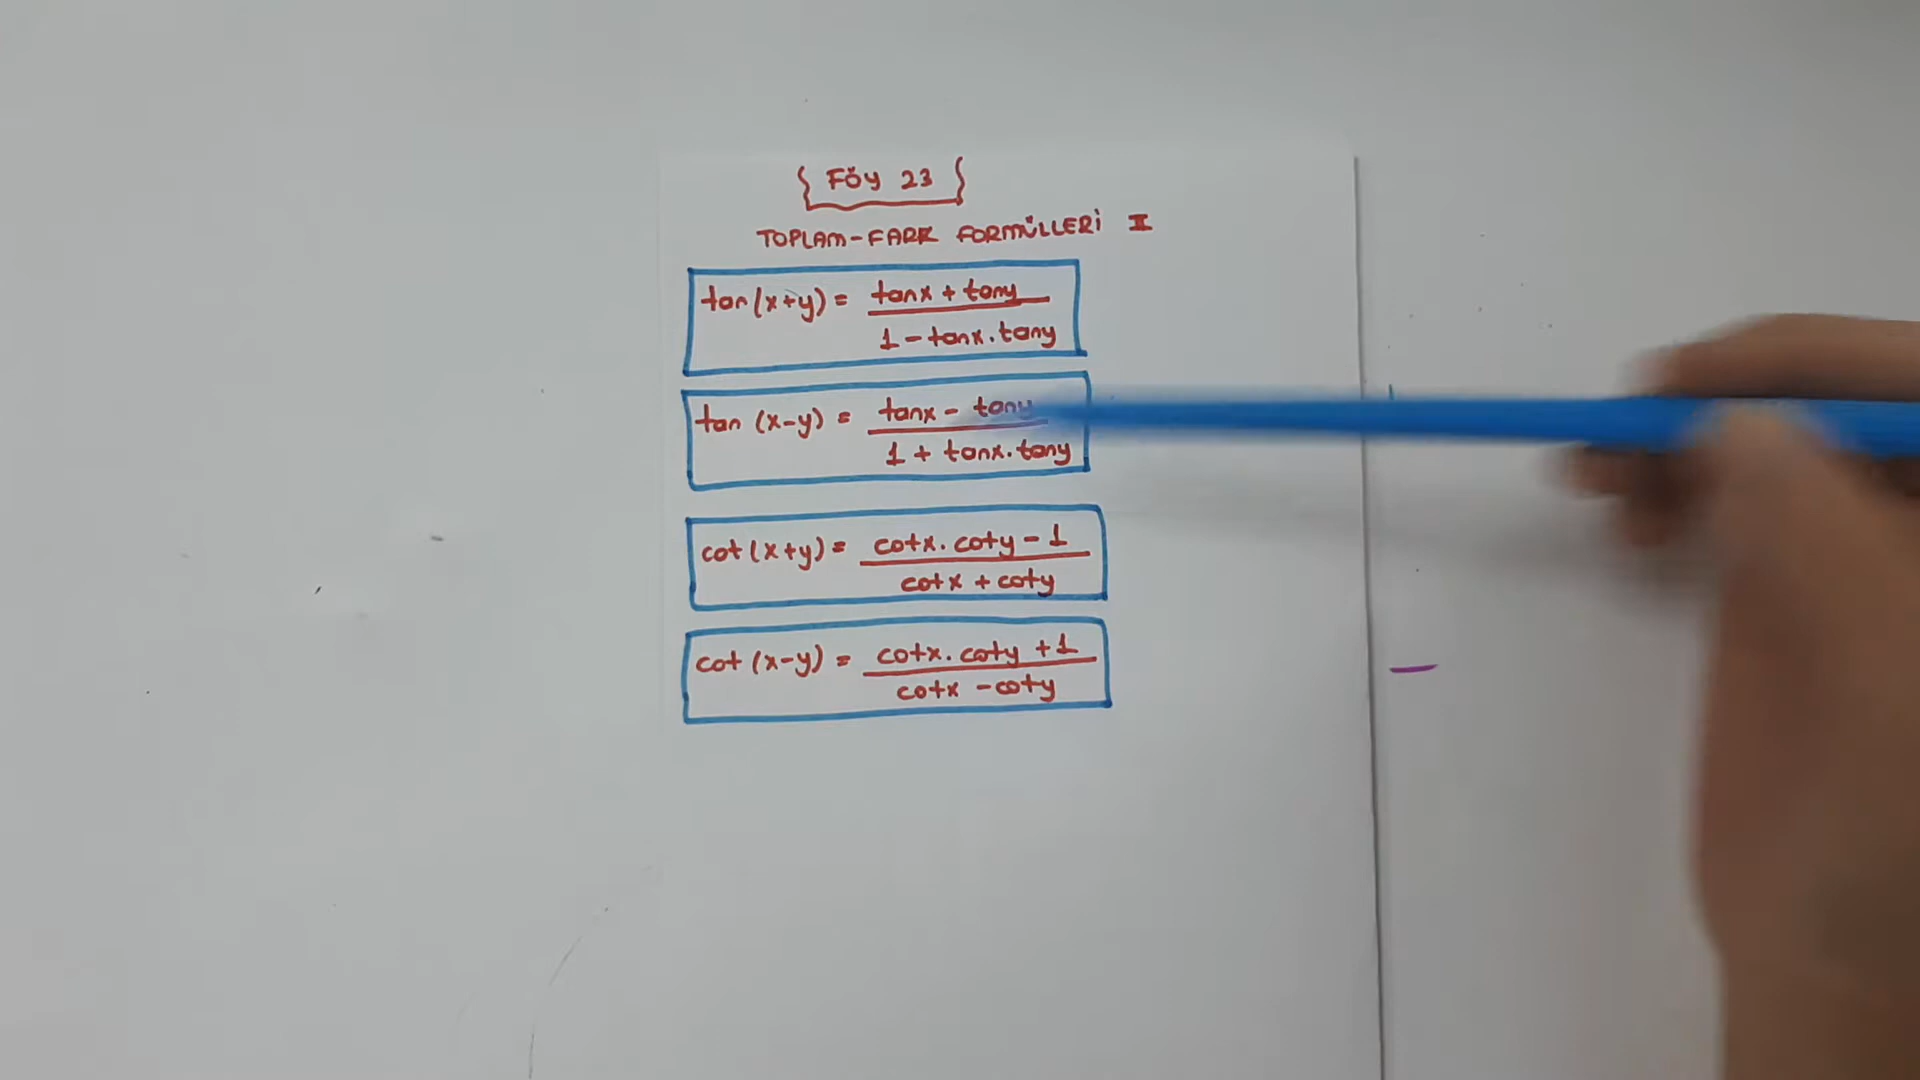 Föy 23
TOPLAM-FARK FORMÜLLERİ II
tan(x+y) = tanx + tany
1 - tanx.tany
tan (x-y) = tanx - tany
1 + tanx.tany
cot(x+y) = cotx.coty - 1
cotx + coty
cot (x-y) = cotx.coty + 1
cotx - coty